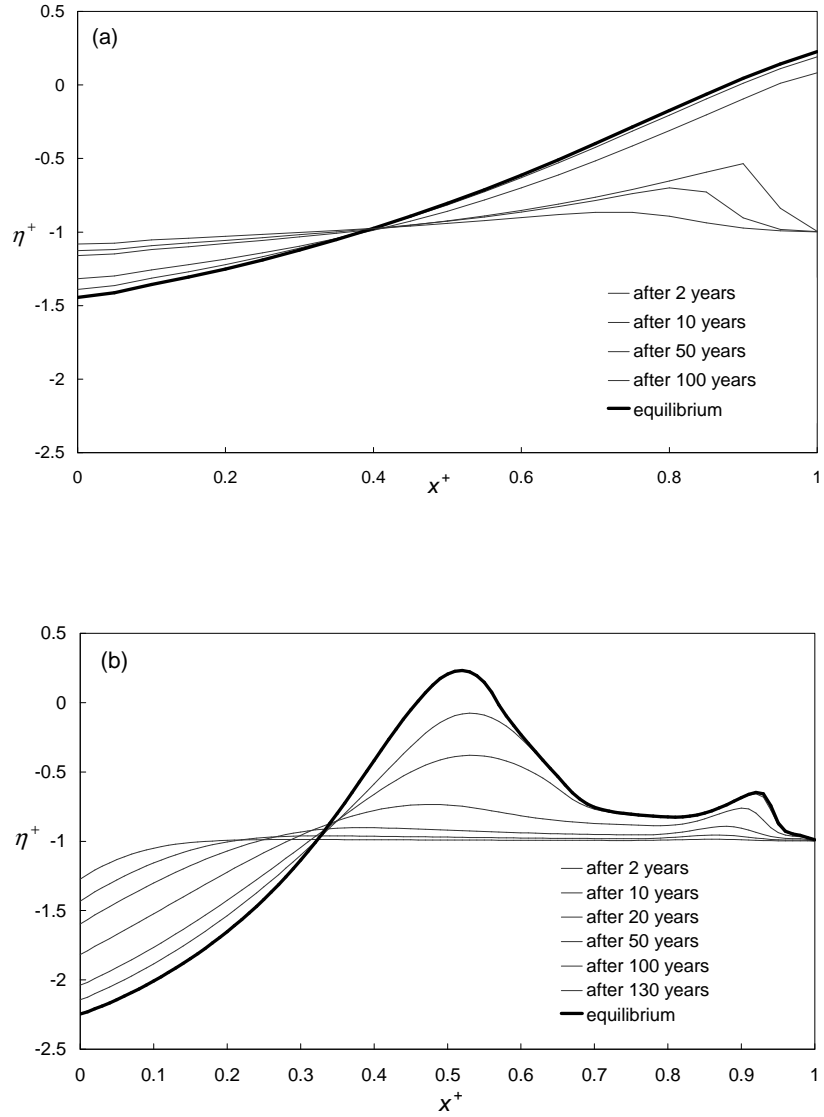 (a)
0.5
0
-0.5
-1
-1.5
-2
-2.5
η+
0 0.2 0.4 0.6 0.8 1
x+
after 2 years
after 10 years
after 50 years
after 100 years
equilibrium
(b)
0.5
0
-0.5
-1
-1.5
-2
-2.5
η+
0 0.1 0.2 0.3 0.4 0.5 0.6 0.7 0.8 0.9 1
x+
after 2 years
after 10 years
after 20 years
after 50 years
after 100 years
after 130 years
equilibrium